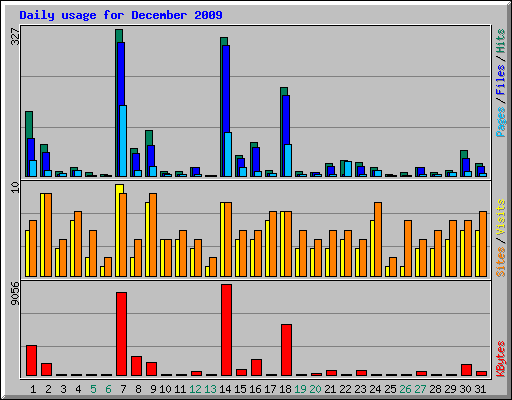 Daily usage for December 2009
327
Pages / Files / Hits
10
Sites / Visits
9056
KBytes
1 2 3 4 5 6 7 8 9 10 11 12 13 14 15 16 17 18 19 20 21 22 23 24 25 26 27 28 29 30 31